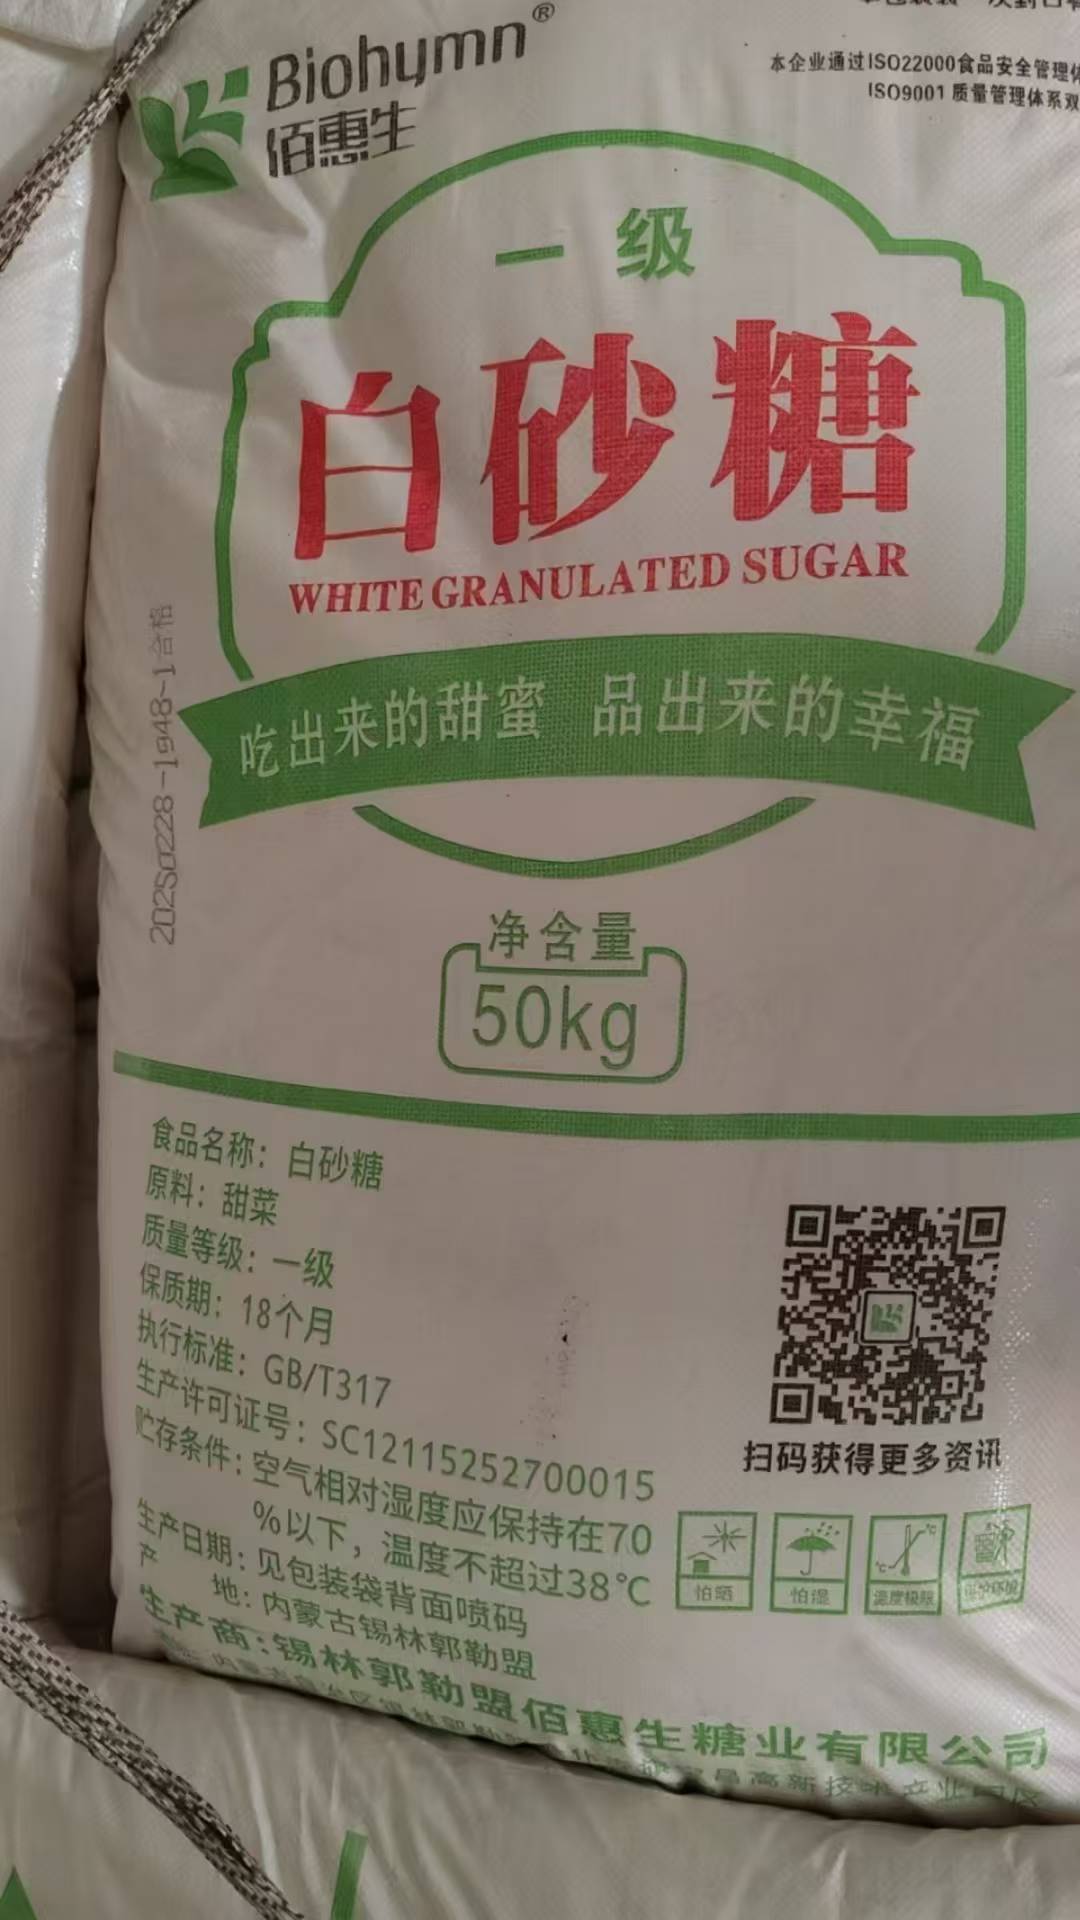 Biohymn®
佰惠生
本企业通过ISO22000食品安全管理体
ISO9001 质量管理体系双
一级
白砂糖
WHITE GRANULATED SUGAR
吃出来的甜蜜 品出来的幸福
20250228-1948-1合格
净含量
50kg
食品名称：白砂糖
原料：甜菜
质量等级：一级
保质期：18个月
执行标准：GB/T317
生产许可证号：SC12115252700015
贮存条件：空气相对湿度应保持在70
%以下，温度不超过38℃
生产日期：见包装袋背面喷码
产 地：内蒙古锡林郭勒盟
生产商：锡林郭勒盟佰惠生糖业有限公司
扫码获得更多资讯
怕晒
怕湿
温度极限